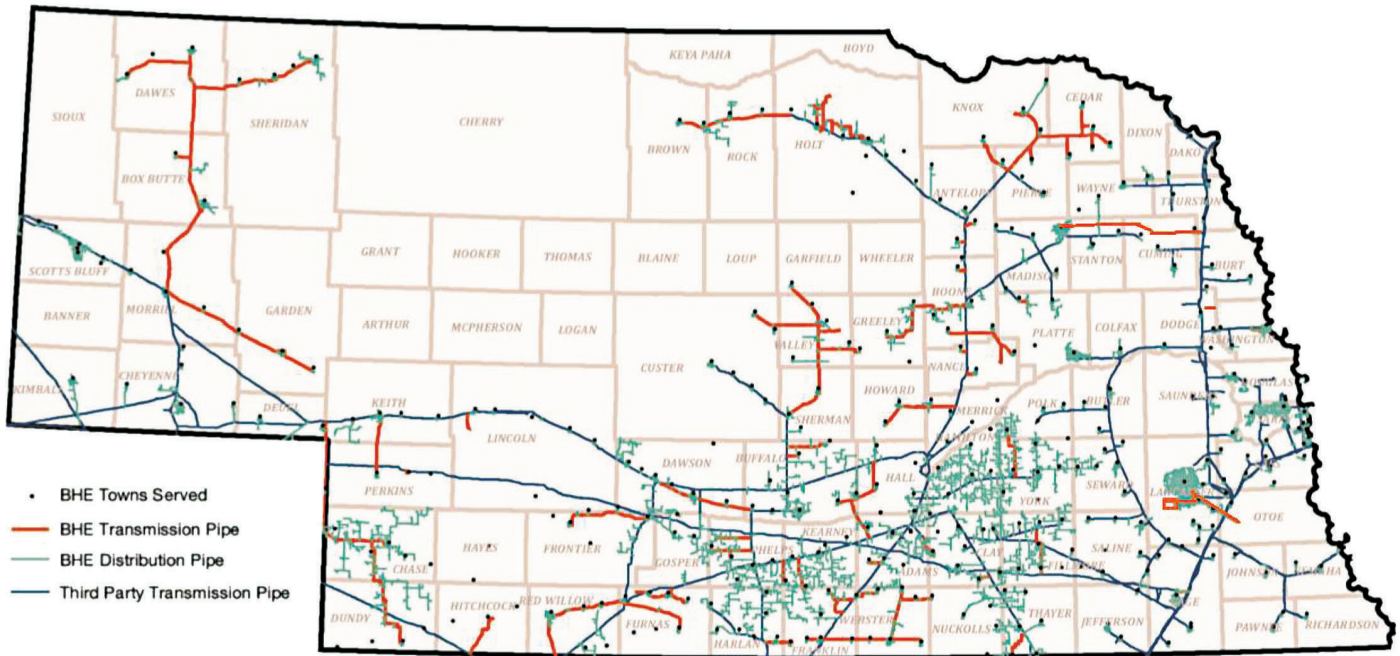 KEYA PAHA
BOYD
DAWES
SIOUX
SHERIDAN
CHERRY
KNOX
CEDAR
DIXON
BROWN
ROCK
HOLT
BOX BUTTE
PIERCE
WAYNE
THURSTON
SCOTTS BLUFF
GRANT
HOOKER
THOMAS
BLAINE
LOUP
GARFIELD
WHEELER
MADISON
STANTON
CUMING
BURT
BANNER
MORRILL
GARDEN
ARTHUR
MCPHERSON
LOGAN
CUSTER
VALLEY
GREELEY
BOONE
PLATTE
COLFAX
DODGE
WASHINGTON
CHEYENNE
DEUEL
KEITH
LINCOLN
SHERMAN
HOWARD
MERRICK
POLK
BUTLER
PERKINS
DAWSON
BUFFALO
HALL
HAMILTON
YORK
SEWARD
OTOE
CHASE
HAYES
FRONTIER
GOSPER
PHELPS
KEARNEY
ADAMS
CLAY
FILLMORE
SALINE
DUNDY
HITCHCOCK
RED WILLOW
FURNAS
HARLAN
FRANKLIN
WEBSTER
NUCKOLLS
THAYER
JEFFERSON
PAWNEE
RICHARDSON
BHE Towns Served
BHE Transmission Pipe
BHE Distribution Pipe
Third Party Transmission Pipe